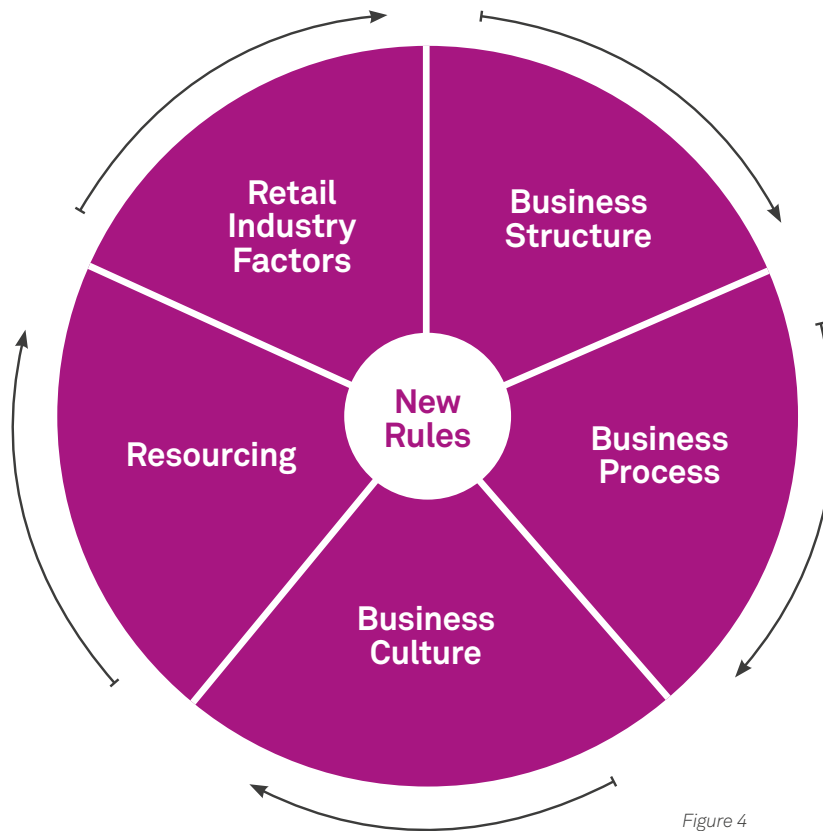 Retail
Industry
Factors
Business
Structure
New
Rules
Resourcing
Business
Process
Business
Culture
Figure 4